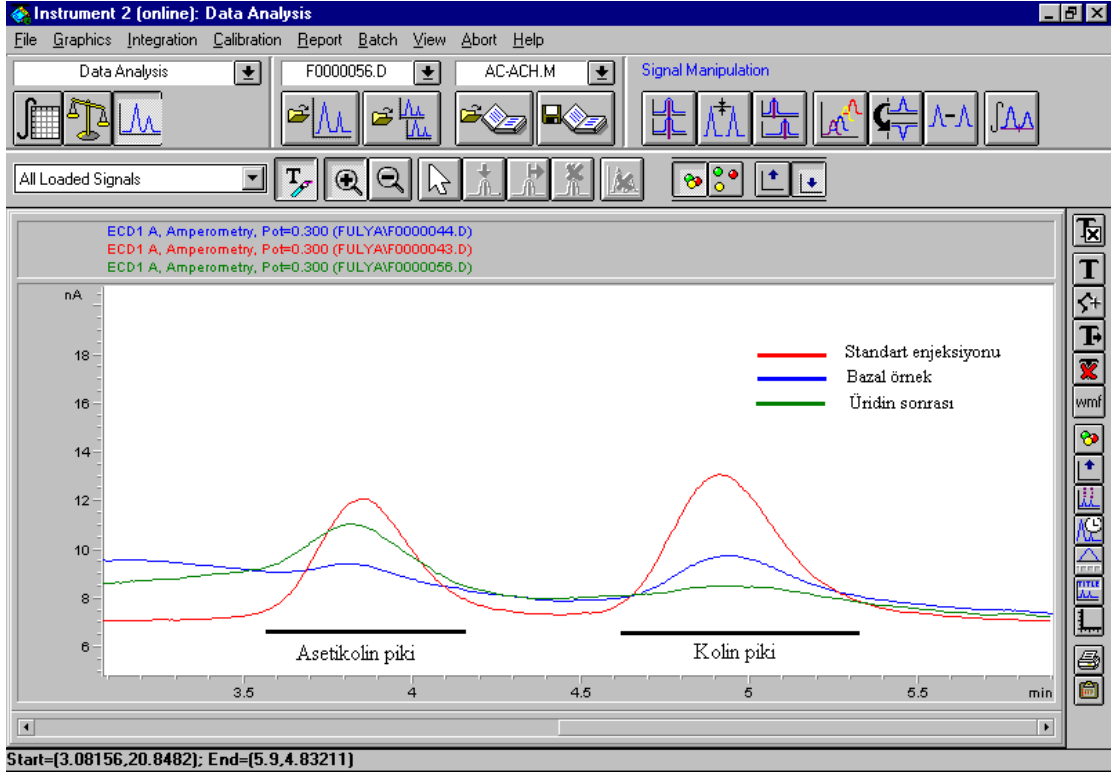 Instrument 2 (online): Data Analysis
File Graphics Integration Calibration Report Batch View Abort Help
Data Analysis F0000056.D AC-ACH.M Signal Manipulation
All Loaded Signals
ECD1 A, Amperometry, Pot=0.300 (FULYA\F0000044.D)
ECD1 A, Amperometry, Pot=0.300 (FULYA\F0000043.D)
ECD1 A, Amperometry, Pot=0.300 (FULYA\F0000056.D)
nA
18
16
14
12
10
8
6
Standart enjeksiyonu
Bazal örnek
Üridin sonrası
Asetikolin piki
Kolin piki
3.5 4 4.5 5 5.5 min
T
T
T
wmf
TITLE
Start=(3.08156,20.8482); End=(5.9,4.83211)